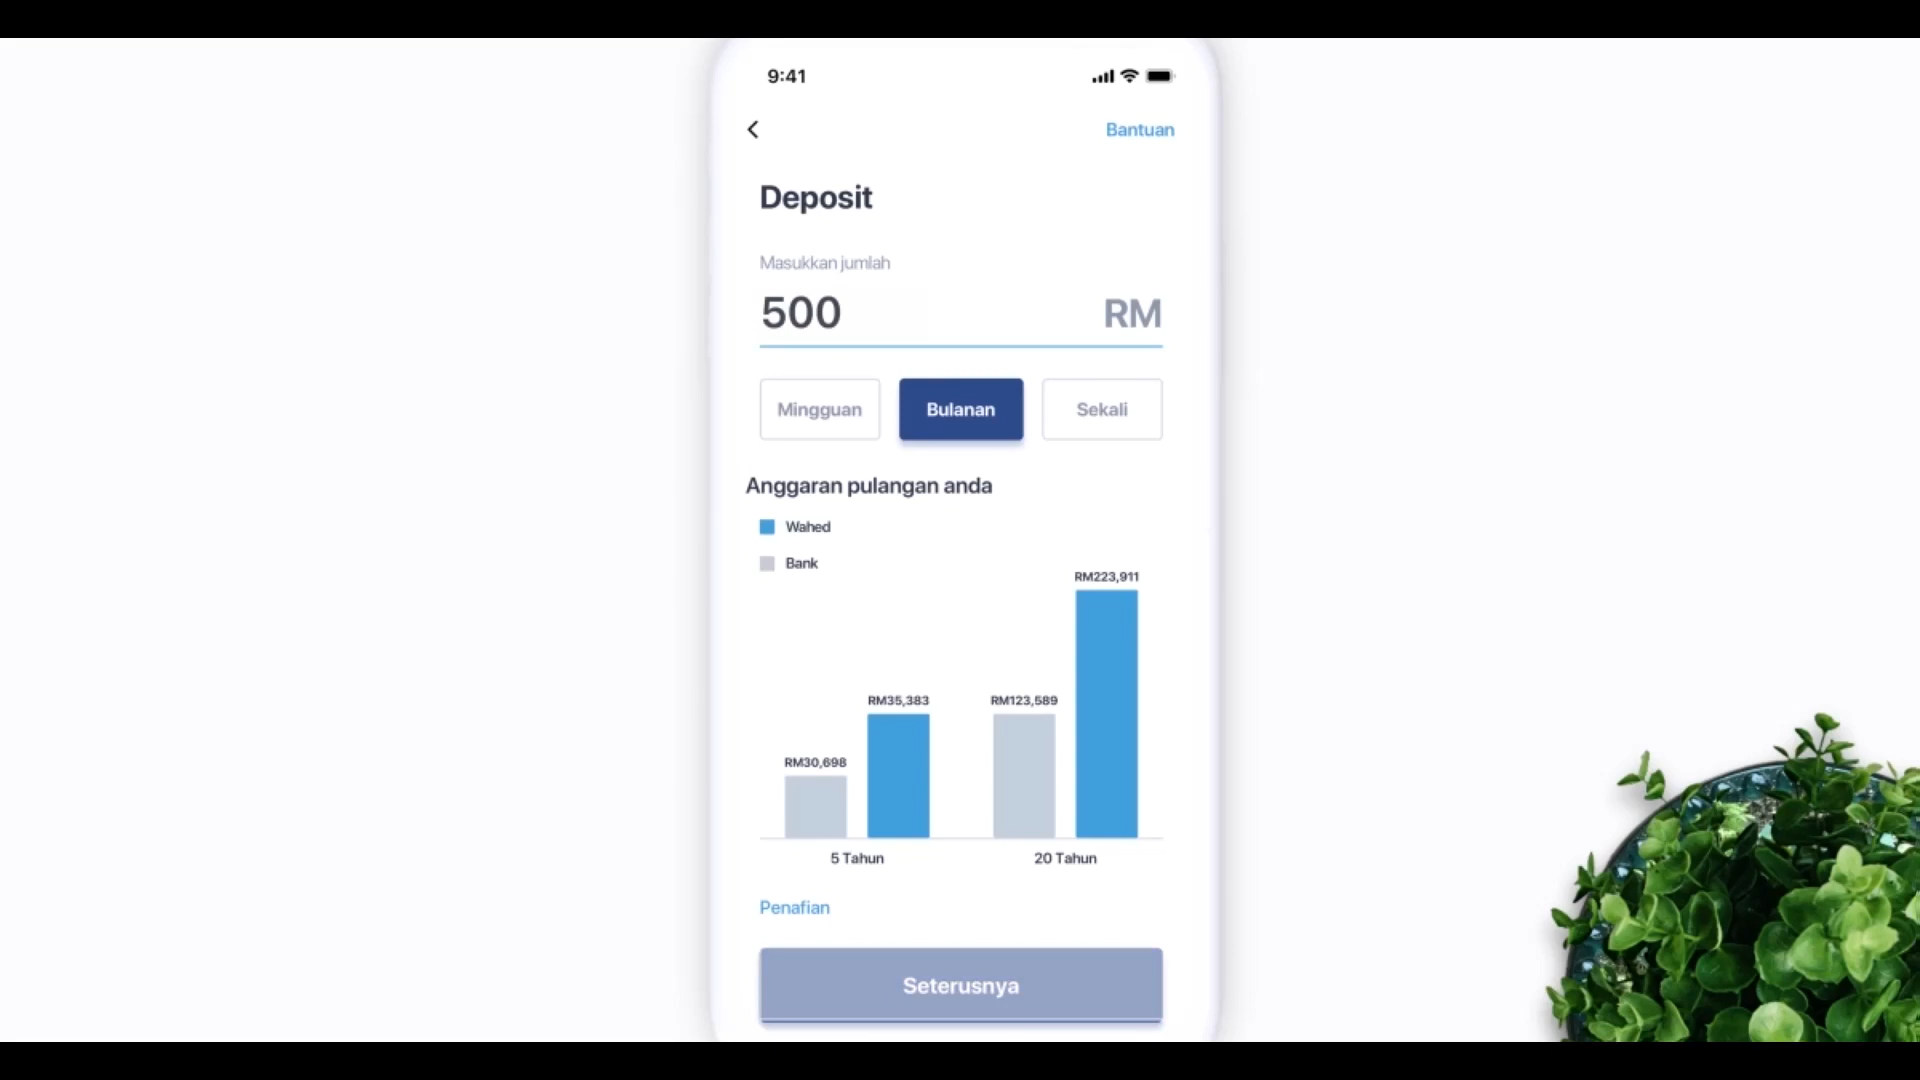 9:41
Bantuan
Deposit
Masukkan jumlah
500 RM
Mingguan Bulanan Sekali
Anggaran pulangan anda
Wahed
Bank
RM223,911
RM35,383 RM123,589
RM30,698
5 Tahun 20 Tahun
Penafian
Seterusnya